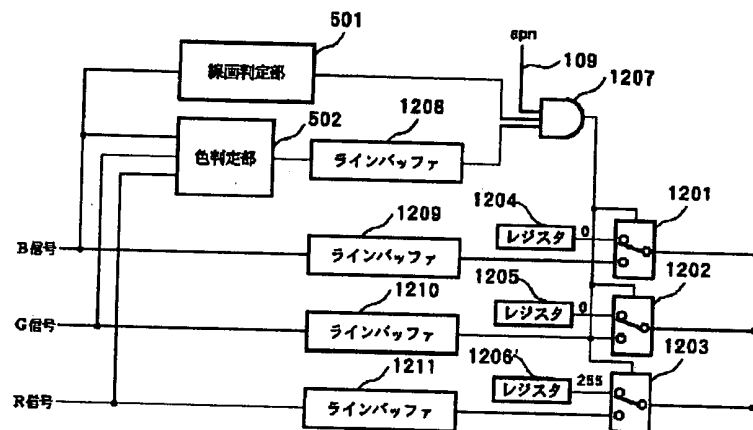 501
線画判定部
spn
109
1207
502
色判定部
1208
ラインバッファ
1204
レジスタ
0
1201
1209
B信号
ラインバッファ
1205
レジスタ
0
1202
1210
G信号
ラインバッファ
1206
レジスタ
255
1203
1211
R信号
ラインバッファ